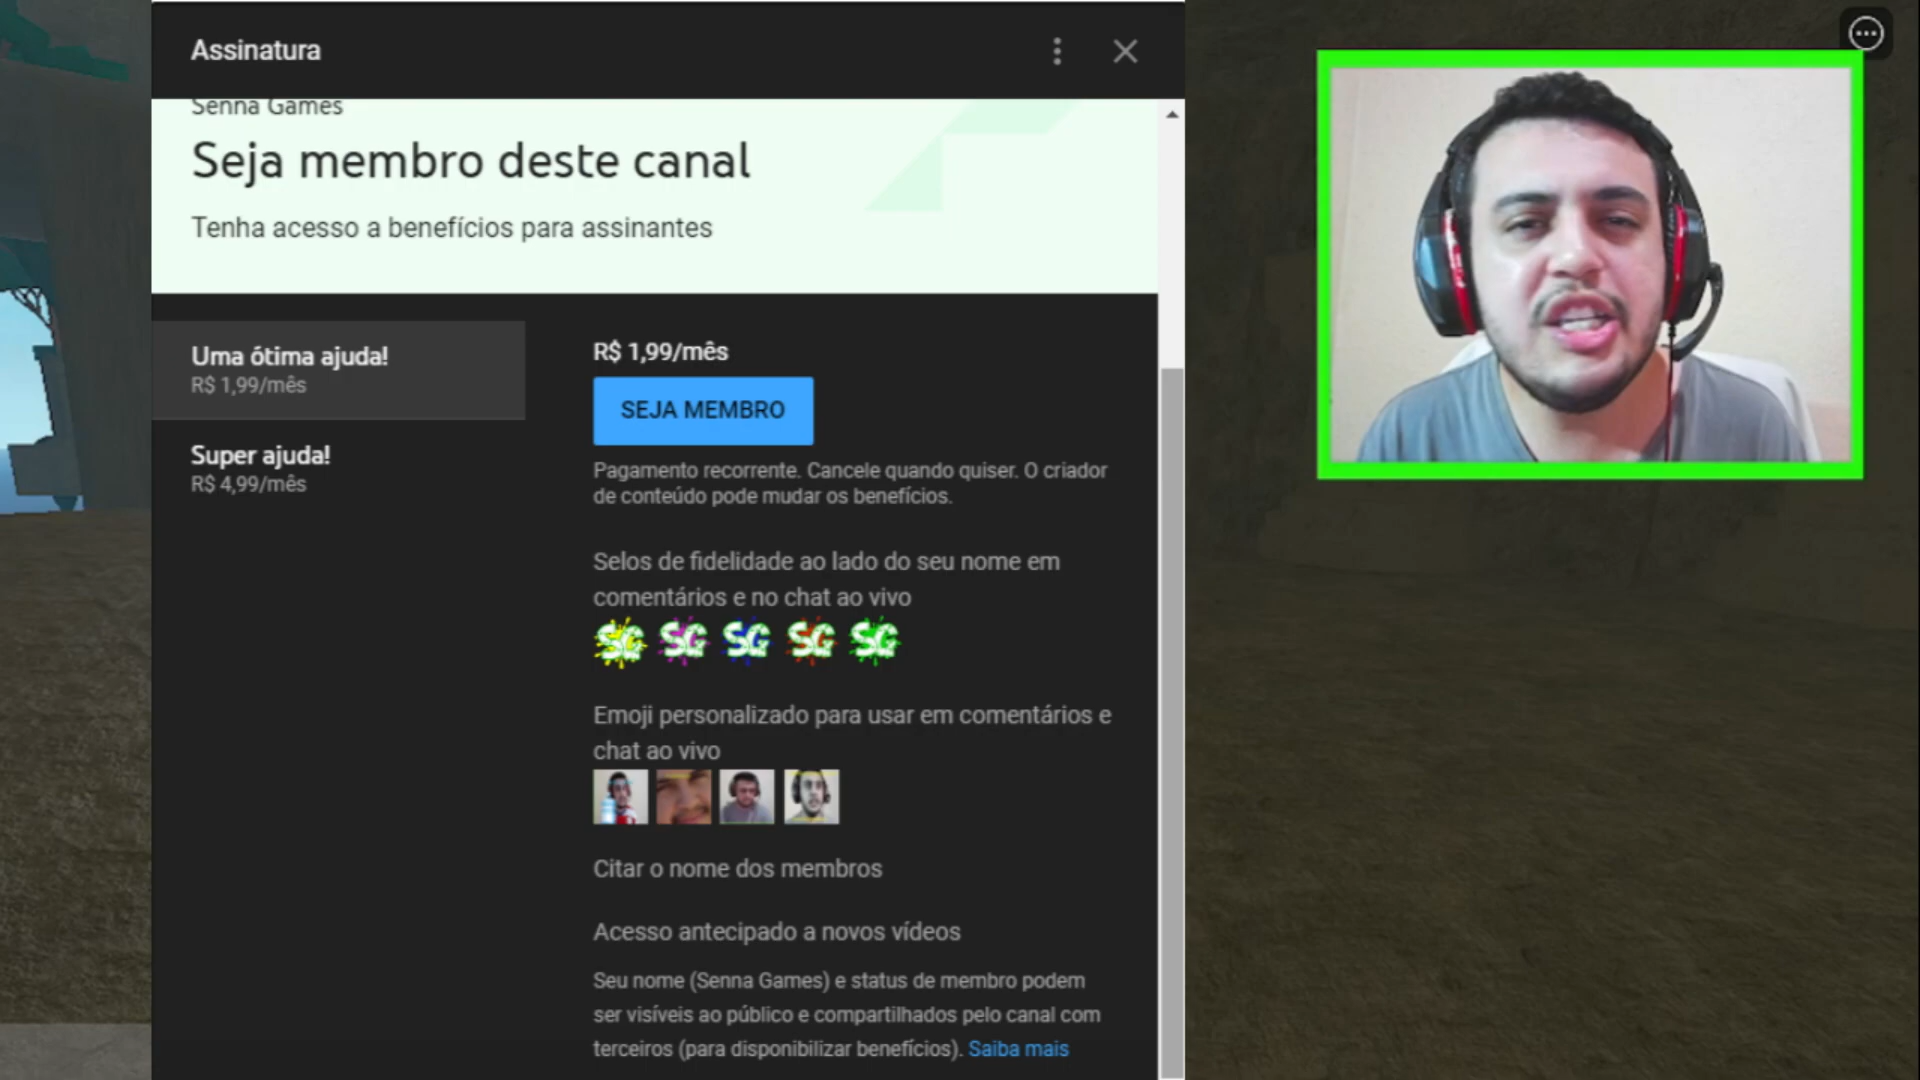 Assinatura
Senna Games
Seja membro deste canal
Tenha acesso a benefícios para assinantes
Uma ótima ajuda!
R$ 1,99/mês
Super ajuda!
R$ 4,99/mês
R$ 1,99/mês
SEJA MEMBRO
Pagamento recorrente. Cancele quando quiser. O criador
de conteúdo pode mudar os benefícios.
Selos de fidelidade ao lado do seu nome em
comentários e no chat ao vivo
SG SG SG SG SG
Emoji personalizado para usar em comentários e
chat ao vivo
Citar o nome dos membros
Acesso antecipado a novos vídeos
Seu nome (Senna Games) e status de membro podem
ser visíveis ao público e compartilhados pelo canal com
terceiros (para disponibilizar benefícios). Saiba mais